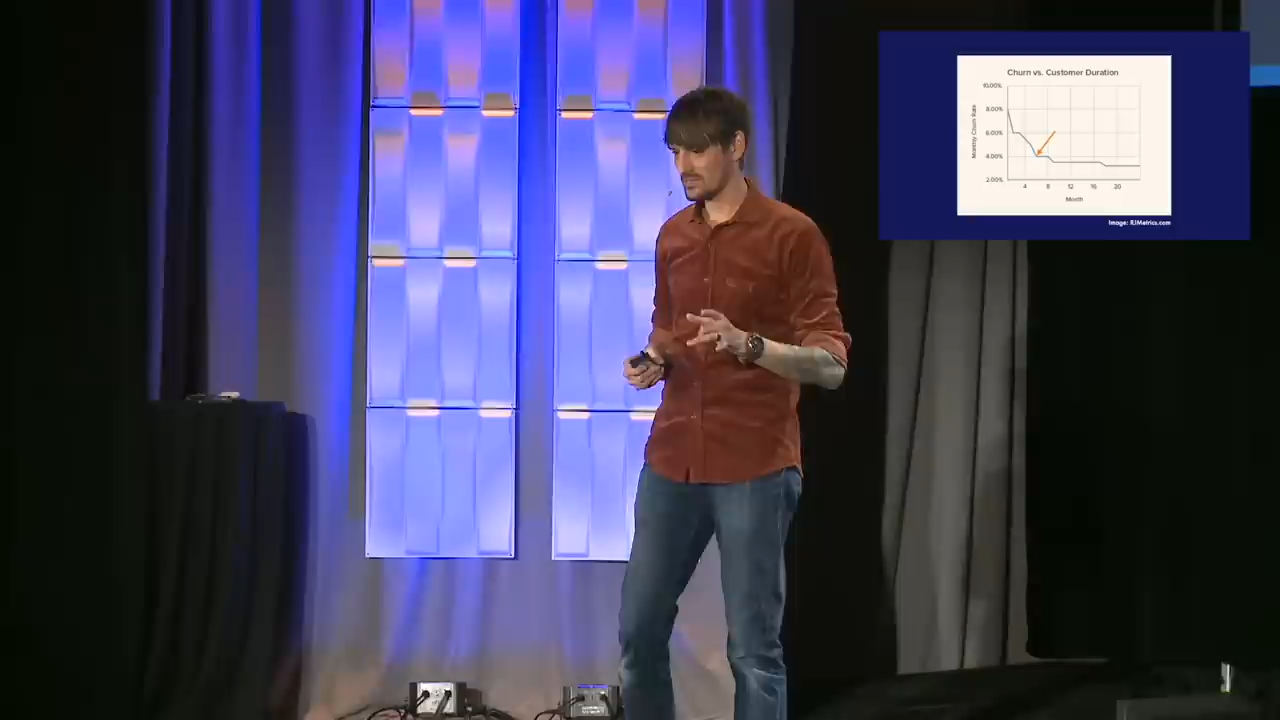 Churn vs. Customer Duration
10.00%
8.00%
6.00%
4.00%
2.00%
Monthly Churn Rate
4 8 12 16 20
Month
Image: RJMetrics.com